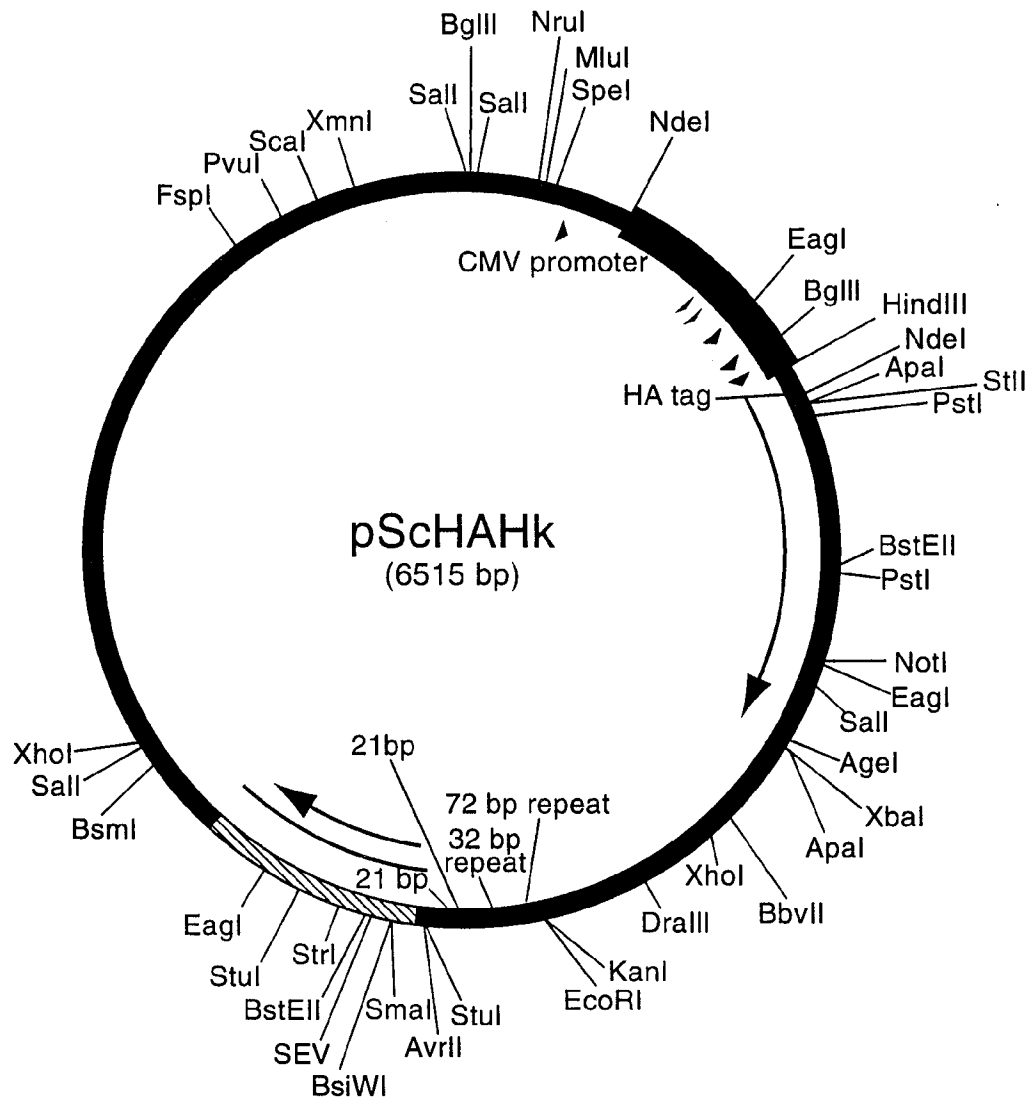 BglII
NruI
MluI
SpeI
SalI
SalI
XmnI
ScaI
PvuI
FspI
NdeI
CMV promoter
EagI
BglII
HindIII
NdeI
ApaI
StII
PstI
HA tag
pScHAHk
(6515 bp)
BstEII
PstI
NotI
EagI
SalI
AgeI
XbaI
ApaI
BbvII
XhoI
DraIII
KanI
EcoRI
72 bp repeat
32 bp
repeat
21bp
21 bp
StuI
AvrII
SmaI
BsiWI
SEV
BstEII
StrI
StuI
EagI
BsmI
SalI
XhoI